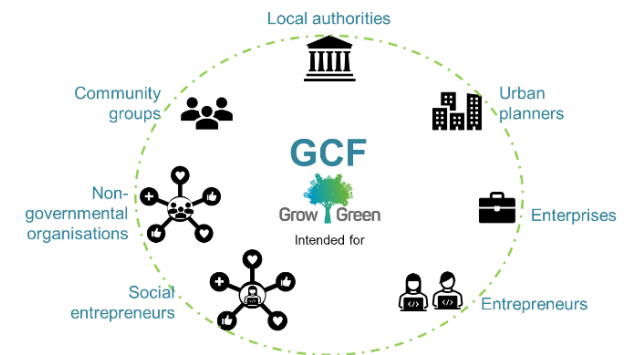 Local authorities
Community
groups
Urban
planners
GCF
Non-
governmental
organisations
Grow Green
Intended for
Enterprises
Social
entrepreneurs
Entrepreneurs